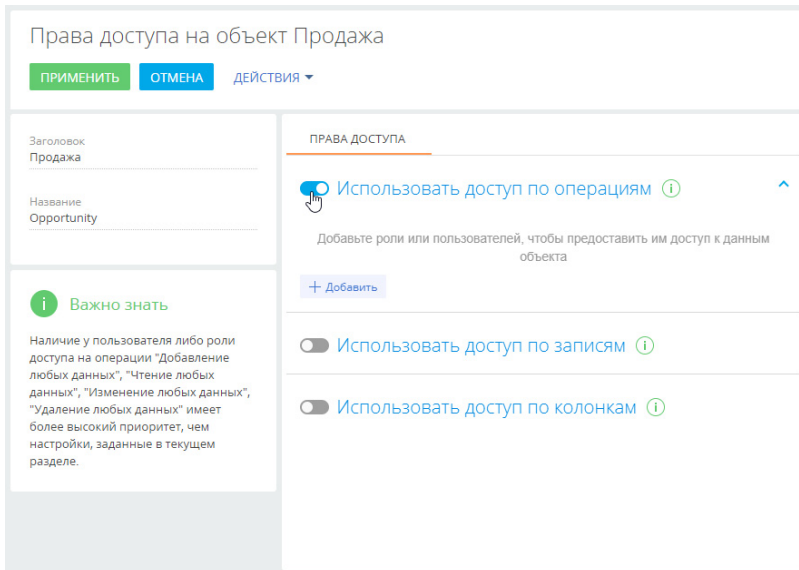 Права доступа на объект Продажа
ПРИМЕНИТЬ ОТМЕНА ДЕЙСТВИЯ
Заголовок
Продажа
Название
Opportunity
i Важно знать
Наличие у пользователя либо роли
доступа на операции "Добавление
любых данных", "Чтение любых
данных", "Изменение любых данных",
"Удаление любых данных" имеет
более высокий приоритет, чем
настройки, заданные в текущем
разделе.
ПРАВА ДОСТУПА
Использовать доступ по операциям i
Добавьте роли или пользователей, чтобы предоставить им доступ к данным
объекта
+ Добавить
Использовать доступ по записям i
Использовать доступ по колонкам i